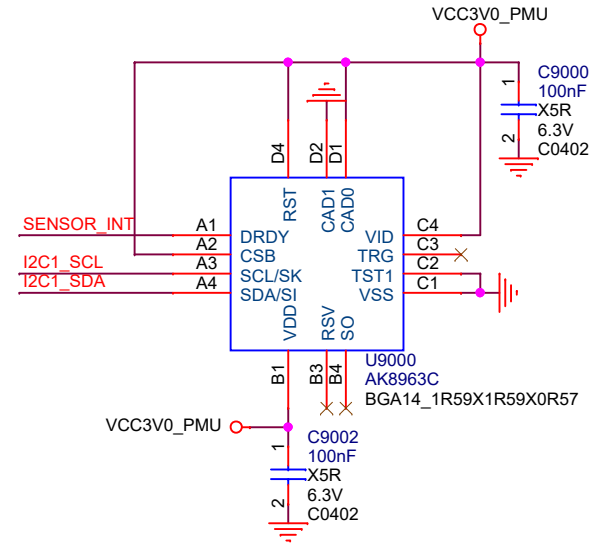 VCC3V0_PMU
1
C9000
100nF
X5R
6.3V
C0402
2
D4
D2
D1
RST
CAD1
CAD0
SENSOR_INT
A1
DRDY
VID
C4
A2
CSB
TRG
C3
I2C1_SCL
A3
SCL/SK
TST1
C2
I2C1_SDA
A4
SDA/SI
VSS
C1
VDD
RSV
SO
B1
B3
B4
U9000
AK8963C
BGA14_1R59X1R59X0R57
VCC3V0_PMU
1
C9002
100nF
X5R
6.3V
C0402
2